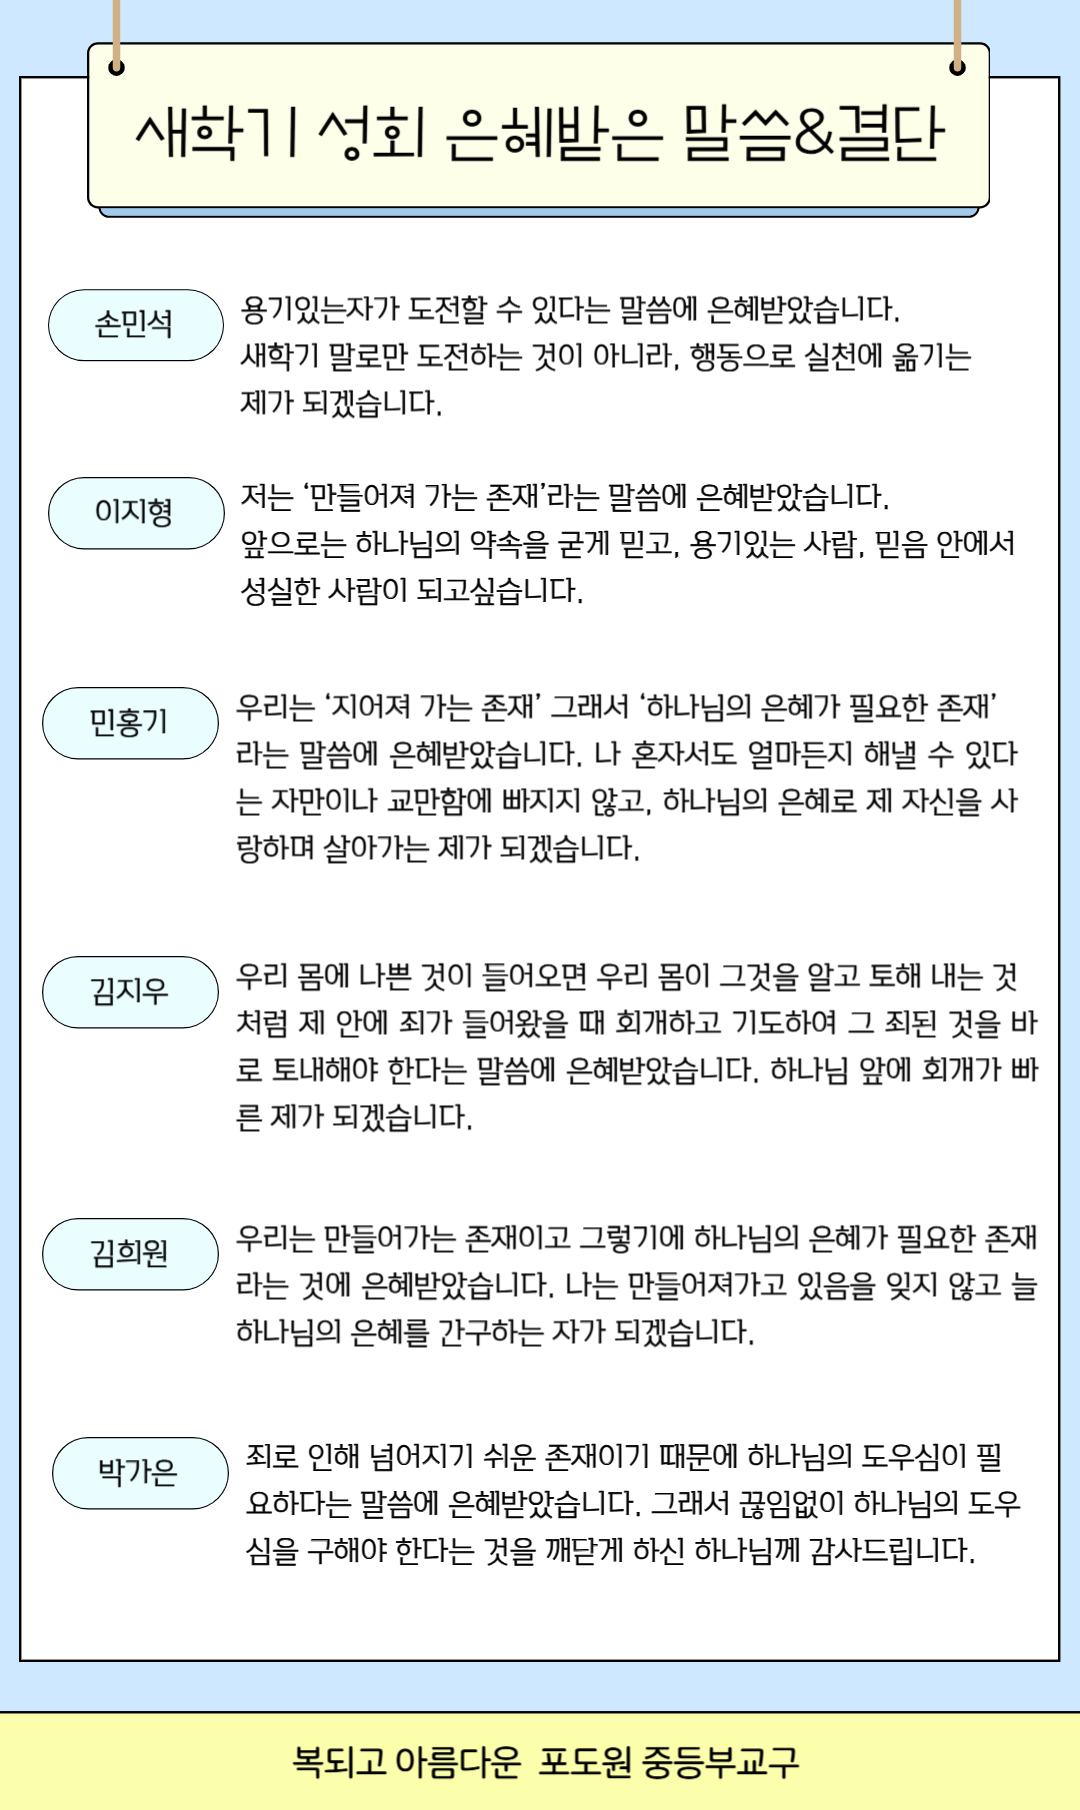 새학기 성회 은혜받은 말씀&결단
손민석
용기있는자가 도전할 수 있다는 말씀에 은혜받았습니다.
새학기 말로만 도전하는 것이 아니라, 행동으로 실천에 옮기는
제가 되겠습니다.
이지형
저는 ‘만들어져 가는 존재’라는 말씀에 은혜받았습니다.
앞으로는 하나님의 약속을 굳게 믿고, 용기있는 사람, 믿음 안에서
성실한 사람이 되고싶습니다.
민홍기
우리는 ‘지어져 가는 존재’ 그래서 ‘하나님의 은혜가 필요한 존재’
라는 말씀에 은혜받았습니다. 나 혼자서도 얼마든지 해낼 수 있다
는 자만이나 교만함에 빠지지 않고, 하나님의 은혜로 제 자신을 사
랑하며 살아가는 제가 되겠습니다.
김지우
우리 몸에 나쁜 것이 들어오면 우리 몸이 그것을 알고 토해 내는 것
처럼 제 안에 죄가 들어왔을 때 회개하고 기도하여 그 죄된 것을 바
로 토내해야 한다는 말씀에 은혜받았습니다. 하나님 앞에 회개가 빠
른 제가 되겠습니다.
김희원
우리는 만들어가는 존재이고 그렇기에 하나님의 은혜가 필요한 존재
라는 것에 은혜받았습니다. 나는 만들어져가고 있음을 잊지 않고 늘
하나님의 은혜를 간구하는 자가 되겠습니다.
박가은
죄로 인해 넘어지기 쉬운 존재이기 때문에 하나님의 도우심이 필
요하다는 말씀에 은혜받았습니다. 그래서 끊임없이 하나님의 도우
심을 구해야 한다는 것을 깨닫게 하신 하나님께 감사드립니다.
복되고 아름다운 포도원 중등부교구